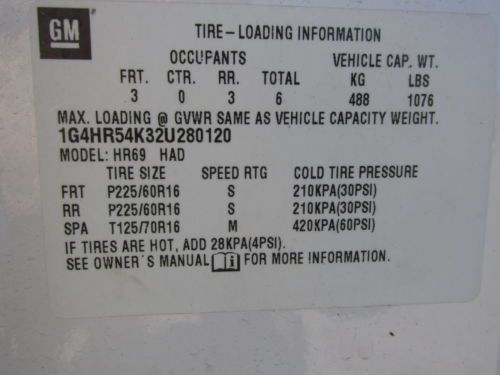 GM
TIRE-LOADING INFORMATION
OCCUPANTS VEHICLE CAP. WT.
FRT. CTR. RR. TOTAL KG LBS
3 0 3 6 488 1076
MAX. LOADING @ GVWR SAME AS VEHICLE CAPACITY WEIGHT.
1G4HR54K32U280120
MODEL: HR69 HAD
TIRE SIZE SPEED RTG COLD TIRE PRESSURE
FRT P225/60R16 S 210KPA(30PSI)
RR P225/60R16 S 210KPA(30PSI)
SPA T125/70R16 M 420KPA(60PSI)
IF TIRES ARE HOT, ADD 28KPA(4PSI).
SEE OWNER'S MANUAL i FOR MORE INFORMATION.